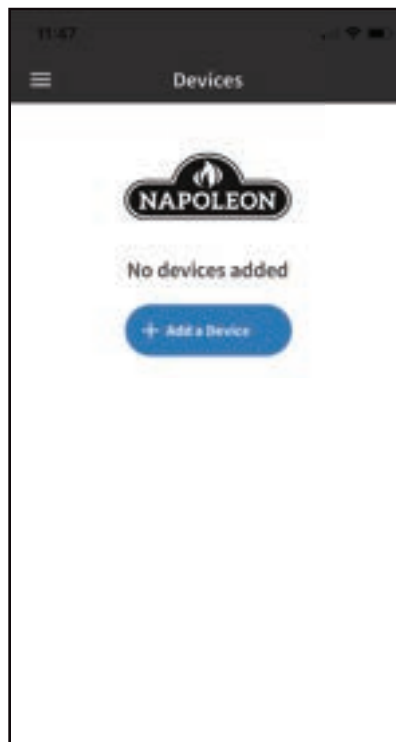 11:47
Devices
NAPOLEON
No devices added
+ Add a Device